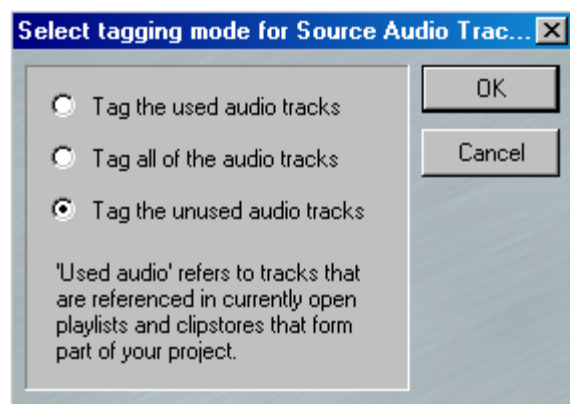 Select tagging mode for Source Audio Trac...
Tag the used audio tracks
Tag all of the audio tracks
Tag the unused audio tracks
'Used audio' refers to tracks that
are referenced in currently open
playlists and clipstores that form
part of your project.
OK
Cancel